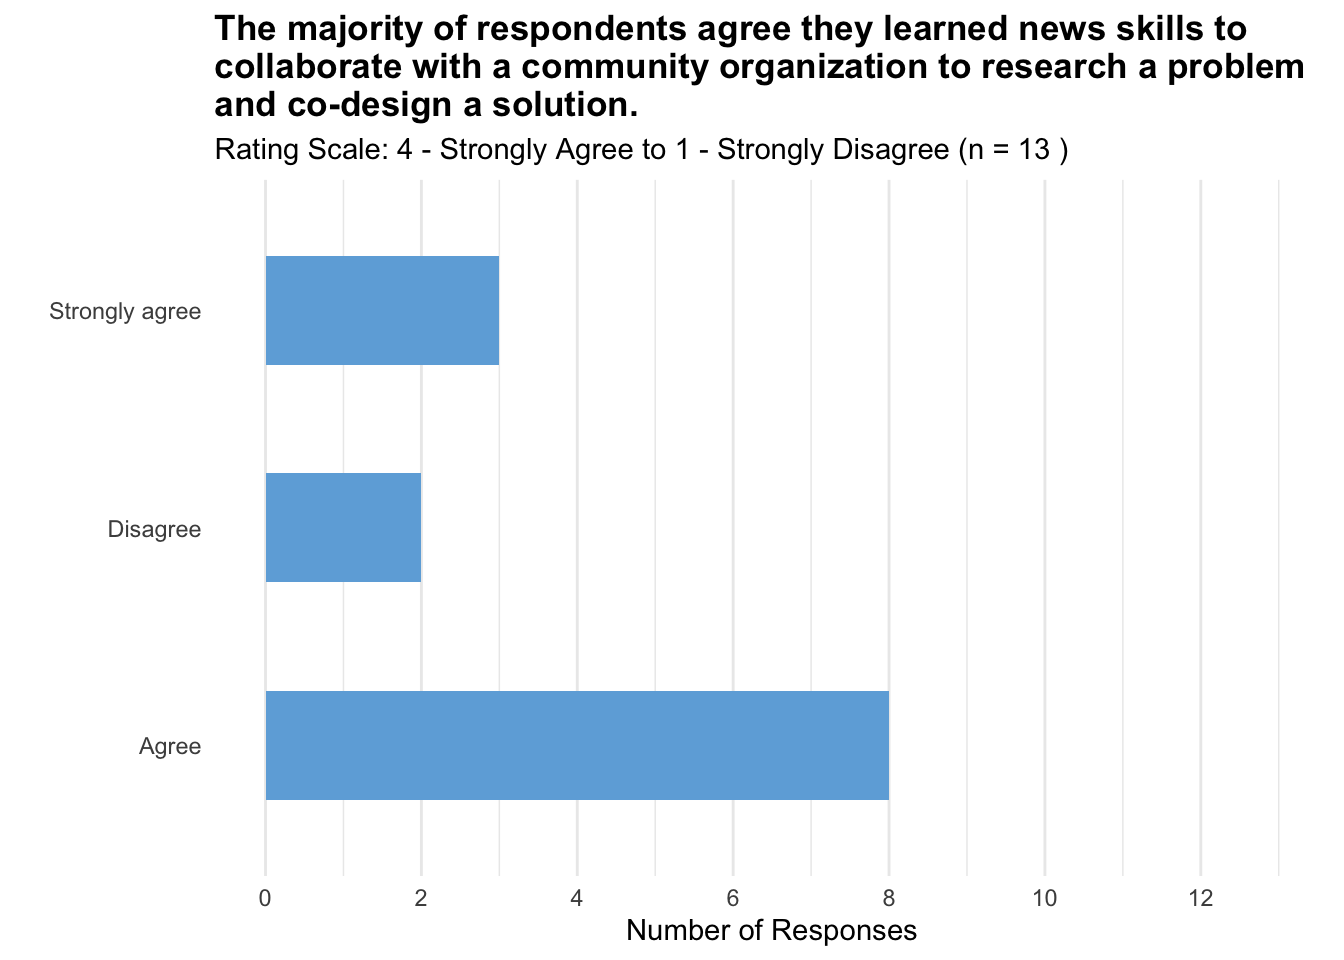 The majority of respondents agree they learned news skills to
collaborate with a community organization to research a problem
and co-design a solution.
Rating Scale: 4 - Strongly Agree to 1 - Strongly Disagree (n = 13 )
Strongly agree
Disagree
Agree
0 2 4 6 8 10 12
Number of Responses